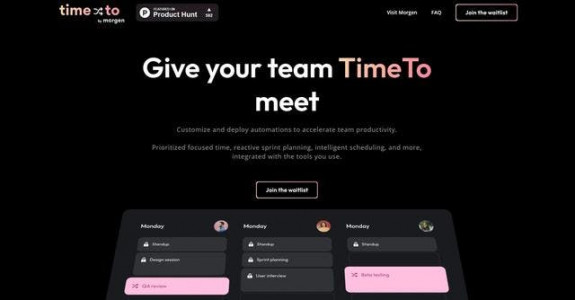 time to
by morgen
FEATURED ON
Product Hunt
Visit Morgen
FAQ
Join the waitlist
Give your team TimeTo
meet
Customize and deploy automations to accelerate team productivity.
Prioritized focused time, reactive sprint planning, intelligent scheduling, and more,
integrated with the tools you use.
Join the waitlist
Monday
Monday
Monday
Standup
Standup
Standup
Design session
Sprint planning
QA review
User interview
Beta testing